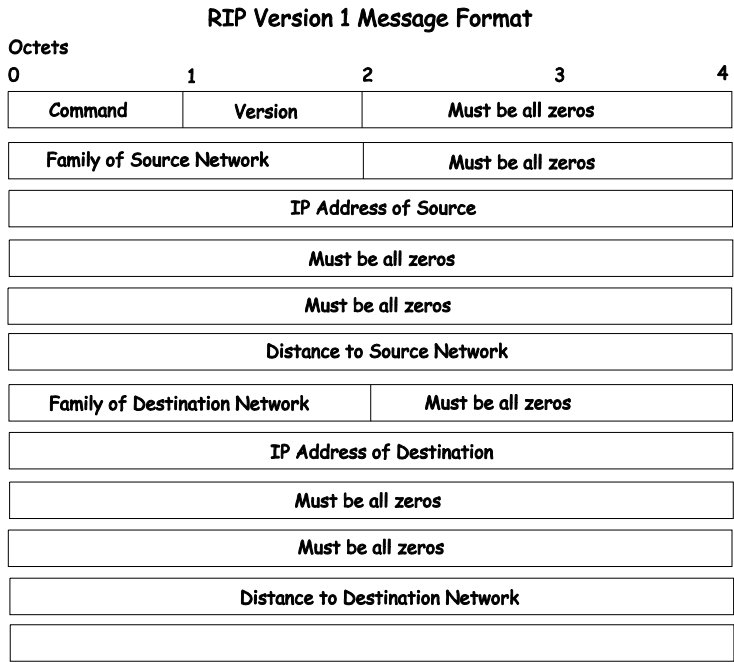 RIP Version 1 Message Format
Octets
0 1 2 3 4
Command Version Must be all zeros
Family of Source Network Must be all zeros
IP Address of Source
Must be all zeros
Must be all zeros
Distance to Source Network
Family of Destination Network Must be all zeros
IP Address of Destination
Must be all zeros
Must be all zeros
Distance to Destination Network